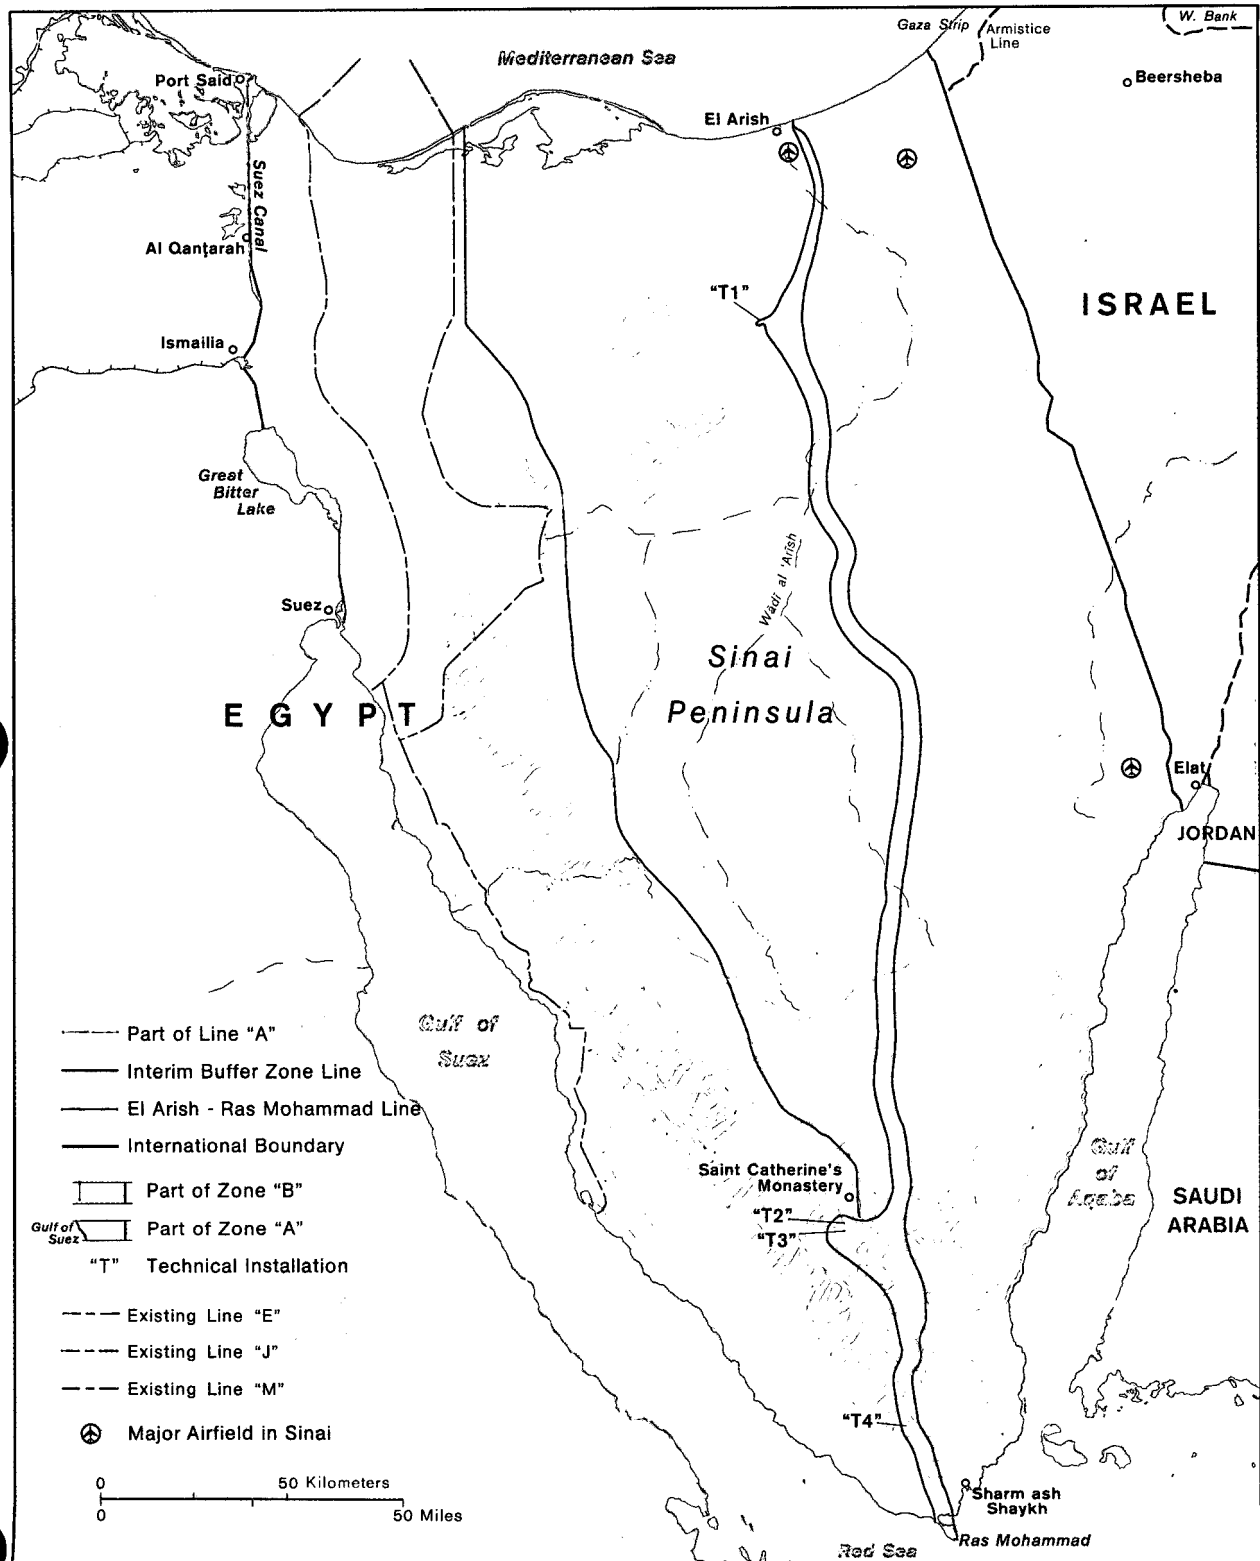 Gaza Strip
Armistice
Line
W. Bank
Mediterranean Sea
Port Said
Beersheba
El Arish
Suez Canal
Al Qanṭarah
"T1"
ISRAEL
Ismailia
Great
Bitter
Lake
Wādī al 'Arīsh
Suez
Sinai
Peninsula
EGYPT
Elat
JORDAN
Gulf of
Suez
Part of Line "A"
Interim Buffer Zone Line
El Arish - Ras Mohammad Line
International Boundary
Part of Zone "B"
Gulf of
Suez
Part of Zone "A"
"T" Technical Installation
Existing Line "E"
Existing Line "J"
Existing Line "M"
Major Airfield in Sinai
0 50 Kilometers
0 50 Miles
Saint Catherine's
Monastery
"T2"
"T3"
Gulf
of
Aqaba
SAUDI
ARABIA
"T4"
Sharm ash
Shaykh
Ras Mohammad
Red Sea